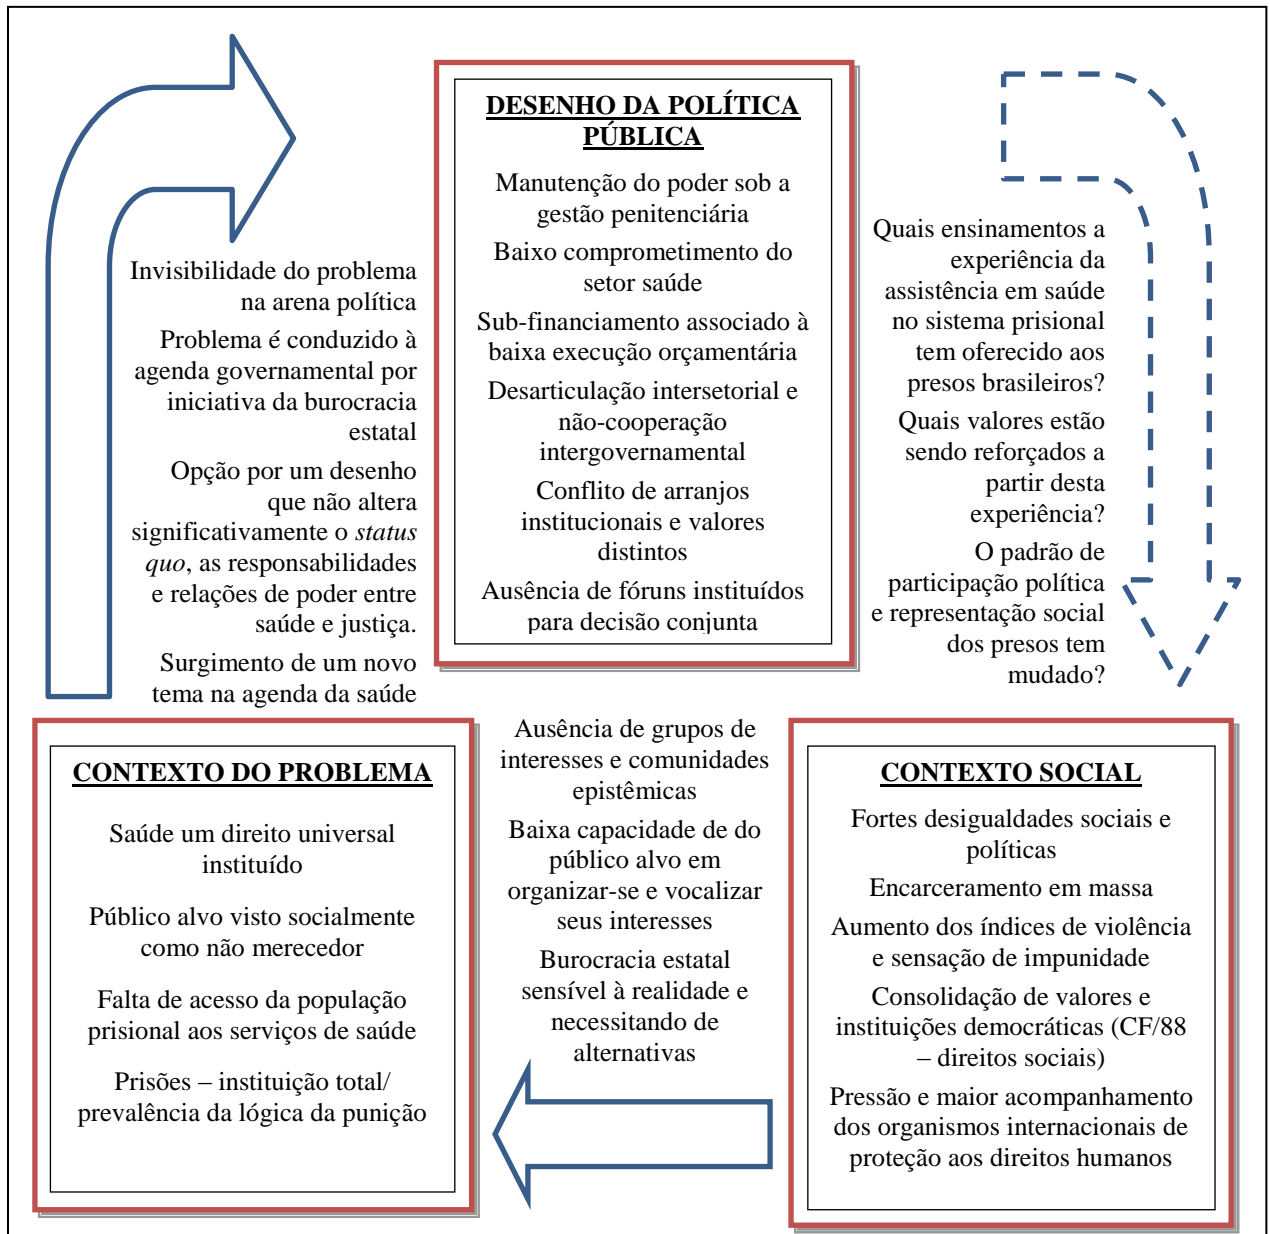 DESENHO DA POLÍTICA
PÚBLICA
Manutenção do poder sob a
gestão penitenciária
Baixo comprometimento do
setor saúde
Sub-financiamento associado à
baixa execução orçamentária
Desarticulação intersetorial e
não-cooperação
intergovernamental
Conflito de arranjos
institucionais e valores
distintos
Ausência de fóruns instituídos
para decisão conjunta
Invisibilidade do problema
na arena política
Problema é conduzido à
agenda governamental por
iniciativa da burocracia
estatal
Opção por um desenho
que não altera
significativamente o status
quo, as responsabilidades
e relações de poder entre
saúde e justiça.
Surgimento de um novo
tema na agenda da saúde
Quais ensinamentos a
experiência da
assistência em saúde
no sistema prisional
tem oferecido aos
presos brasileiros?
Quais valores estão
sendo reforçados a
partir desta
experiência?
O padrão de
participação política
e representação social
dos presos tem
mudado?
CONTEXTO DO PROBLEMA
Saúde um direito universal
instituído
Público alvo visto socialmente
como não merecedor
Falta de acesso da população
prisional aos serviços de saúde
Prisões – instituição total/
prevalência da lógica da punição
Ausência de grupos de
interesses e comunidades
epistêmicas
Baixa capacidade de do
público alvo em
organizar-se e vocalizar
seus interesses
Burocracia estatal
sensível à realidade e
necessitando de
alternativas
CONTEXTO SOCIAL
Fortes desigualdades sociais e
políticas
Encarceramento em massa
Aumento dos índices de violência
e sensação de impunidade
Consolidação de valores e
instituições democráticas (CF/88
– direitos sociais)
Pressão e maior acompanhamento
dos organismos internacionais de
proteção aos direitos humanos